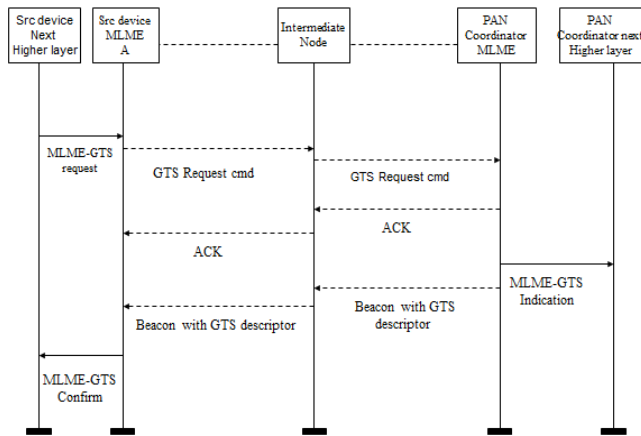 Src device
Next
Higher layer
Src device
MLME
A
Intermediate
Node
PAN
Coordinator
MLME
PAN
Coordinator next
Higher layer
MLME-GTS
request
GTS Request cmd
GTS Request cmd
ACK
ACK
MLME-GTS
Indication
Beacon with GTS
descriptor
Beacon with GTS descriptor
MLME-GTS
Confirm